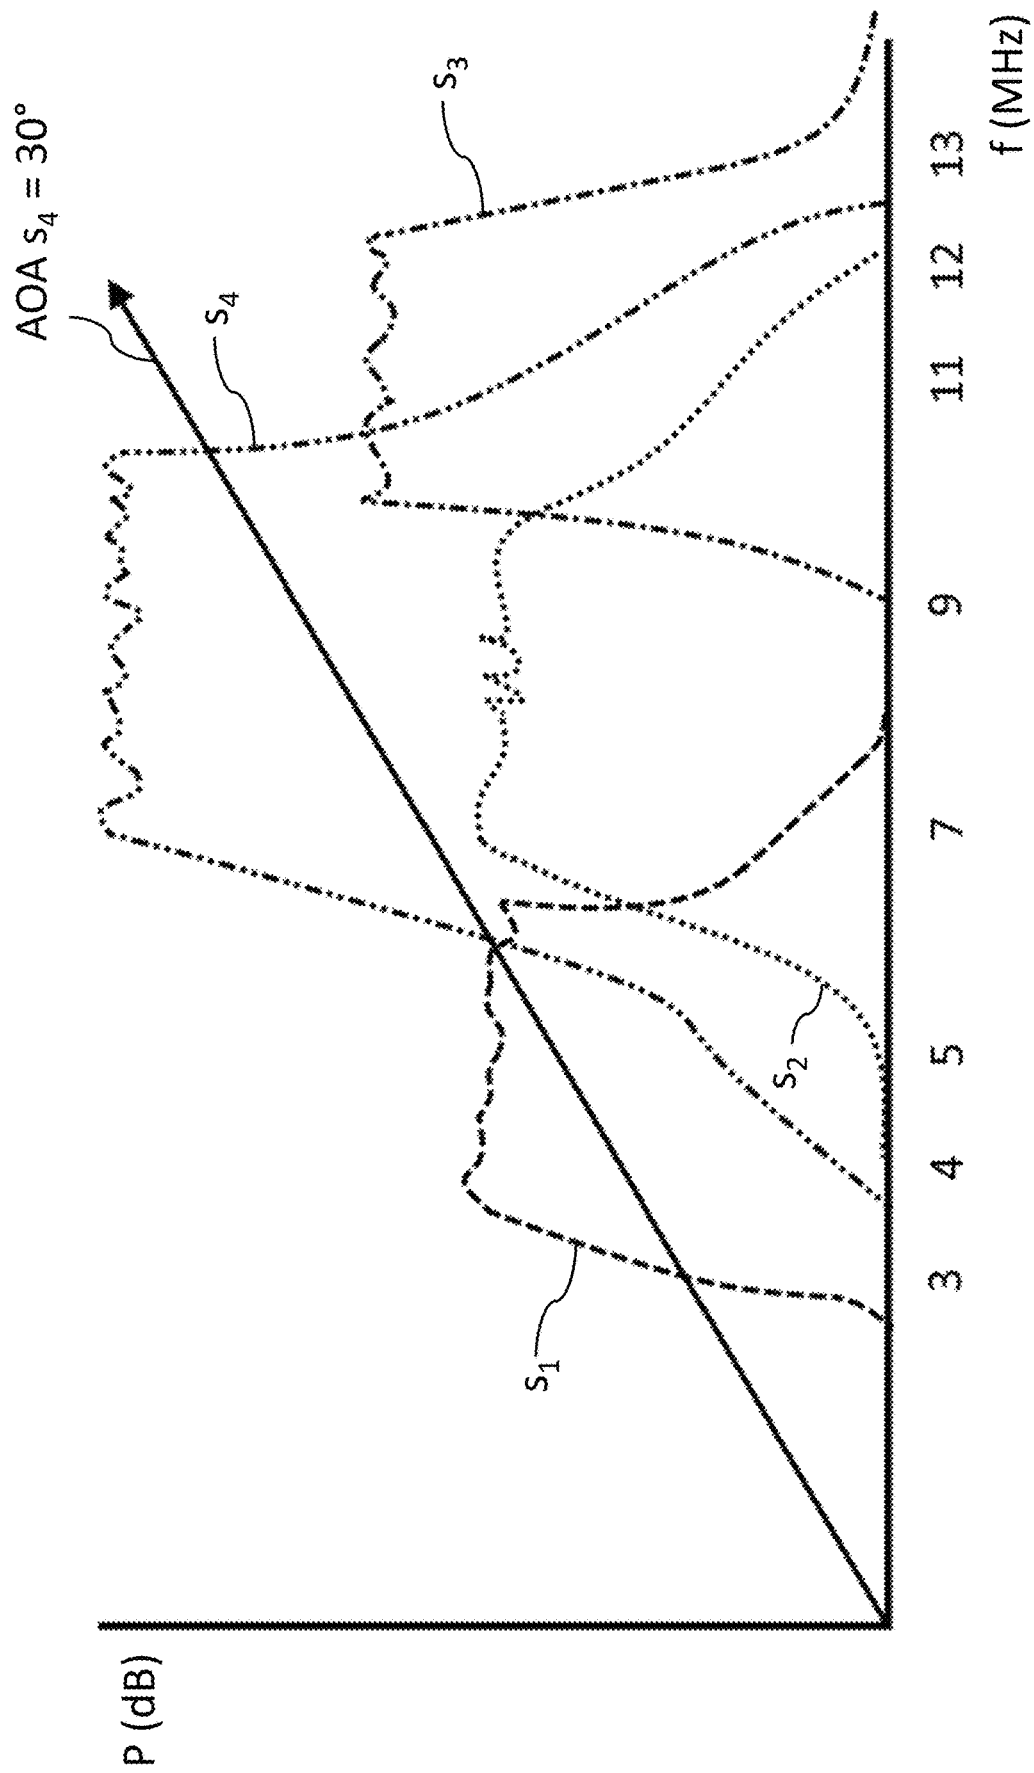 P (dB)
AOA s₄ = 30°
s₄
s₃
s₁
s₂
3 4 5 7 9 11 12 13
f (MHz)